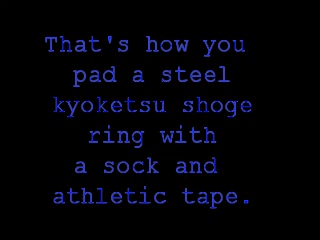 That's how you
pad a steel
kyoketsu shoge
ring with
a sock and
athletic tape.